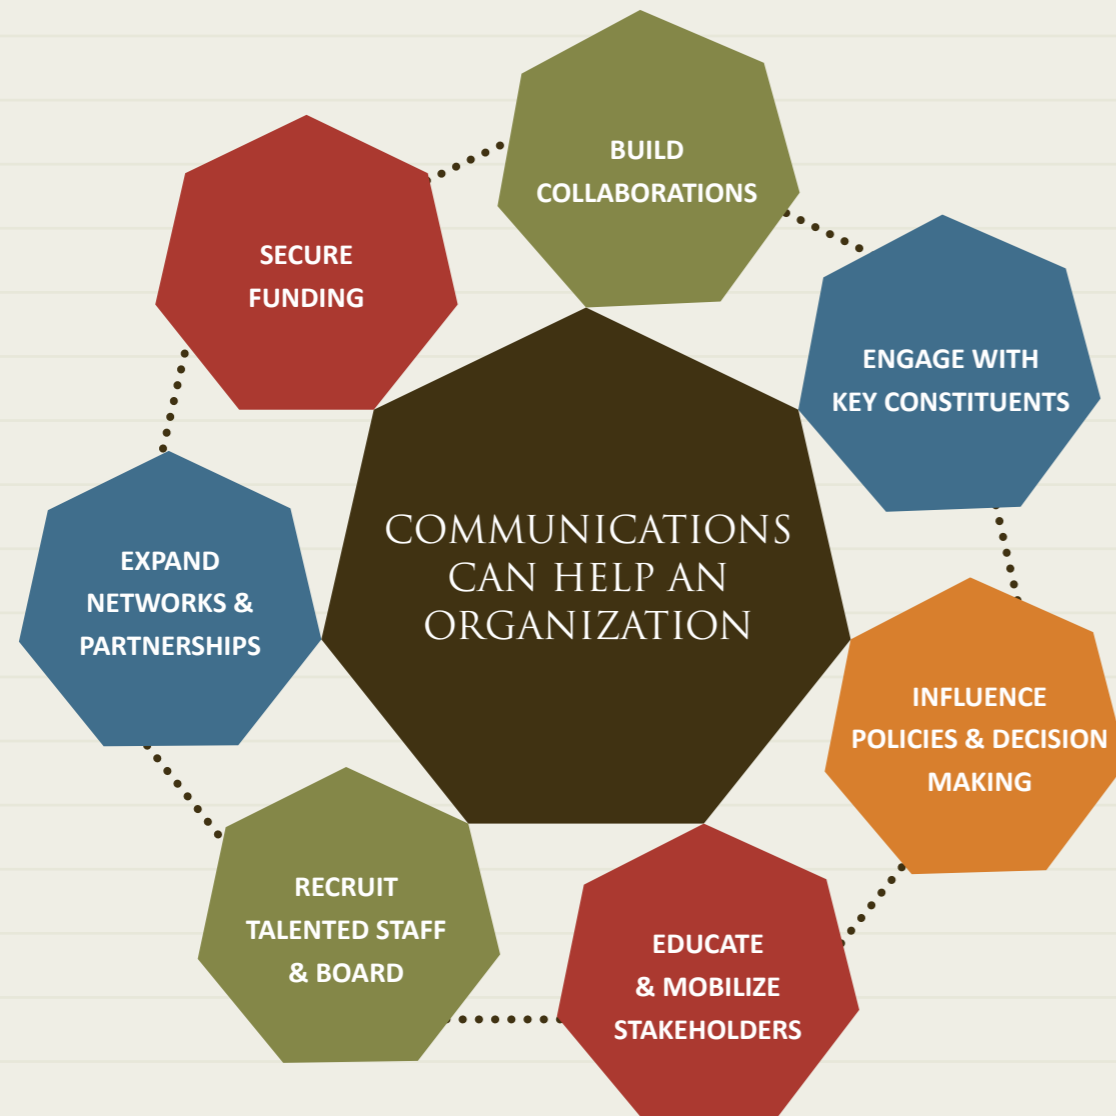 BUILD
COLLABORATIONS
SECURE
FUNDING
ENGAGE WITH
KEY CONSTITUENTS
COMMUNICATIONS
CAN HELP AN
ORGANIZATION
EXPAND
NETWORKS &
PARTNERSHIPS
INFLUENCE
POLICIES & DECISION
MAKING
RECRUIT
TALENTED STAFF
& BOARD
EDUCATE
& MOBILIZE
STAKEHOLDERS